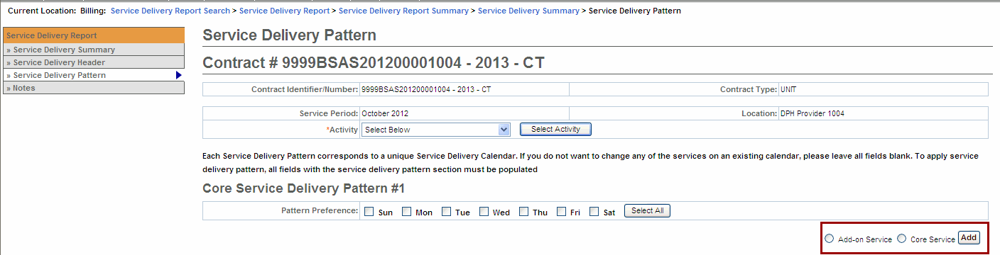 Current Location: Billing: Service Delivery Report Search > Service Delivery Report > Service Delivery Report Summary > Service Delivery Summary > Service Delivery Pattern
Service Delivery Report
» Service Delivery Summary
» Service Delivery Header
» Service Delivery Pattern
» Notes
Service Delivery Pattern
Contract # 9999BSAS201200001004 - 2013 - CT
Contract Identifier/Number: 9999BSAS201200001004 - 2013 - CT Contract Type: UNIT
Service Period: October 2012 Location: DPH Provider 1004
*Activity Select Below Select Activity
Each Service Delivery Pattern corresponds to a unique Service Delivery Calendar. If you do not want to change any of the services on an existing calendar, please leave all fields blank. To apply service
delivery pattern, all fields with the service delivery pattern section must be populated
Core Service Delivery Pattern #1
Pattern Preference: Sun Mon Tue Wed Thu Fri Sat Select All
Add-on Service Core Service Add